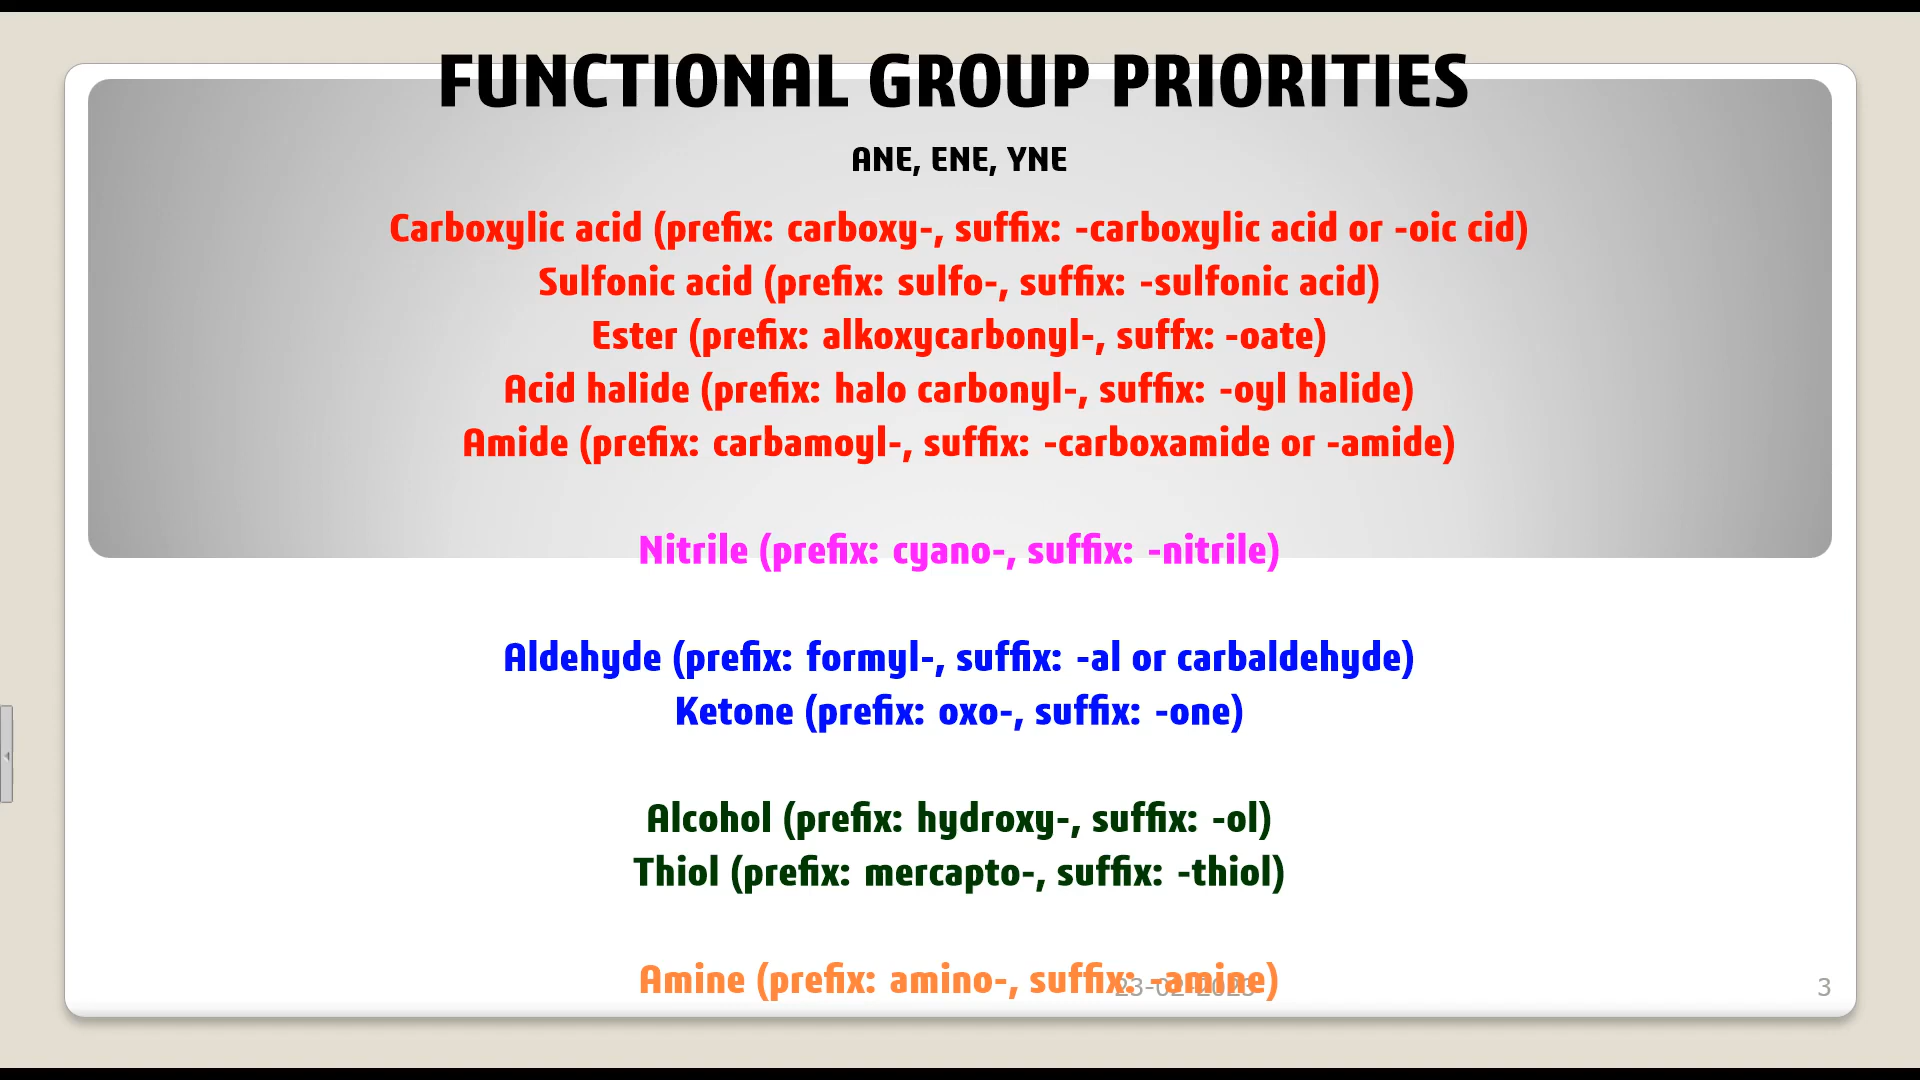 FUNCTIONAL GROUP PRIORITIES
ANE, ENE, YNE
Carboxylic acid (prefix: carboxy-, suffix: -carboxylic acid or -oic cid)
Sulfonic acid (prefix: sulfo-, suffix: -sulfonic acid)
Ester (prefix: alkoxycarbonyl-, suffx: -oate)
Acid halide (prefix: halo carbonyl-, suffix: -oyl halide)
Amide (prefix: carbamoyl-, suffix: -carboxamide or -amide)
Nitrile (prefix: cyano-, suffix: -nitrile)
Aldehyde (prefix: formyl-, suffix: -al or carbaldehyde)
Ketone (prefix: oxo-, suffix: -one)
Alcohol (prefix: hydroxy-, suffix: -ol)
Thiol (prefix: mercapto-, suffix: -thiol)
Amine (prefix: amino-, suffix: -amine)
23-02-2023
3